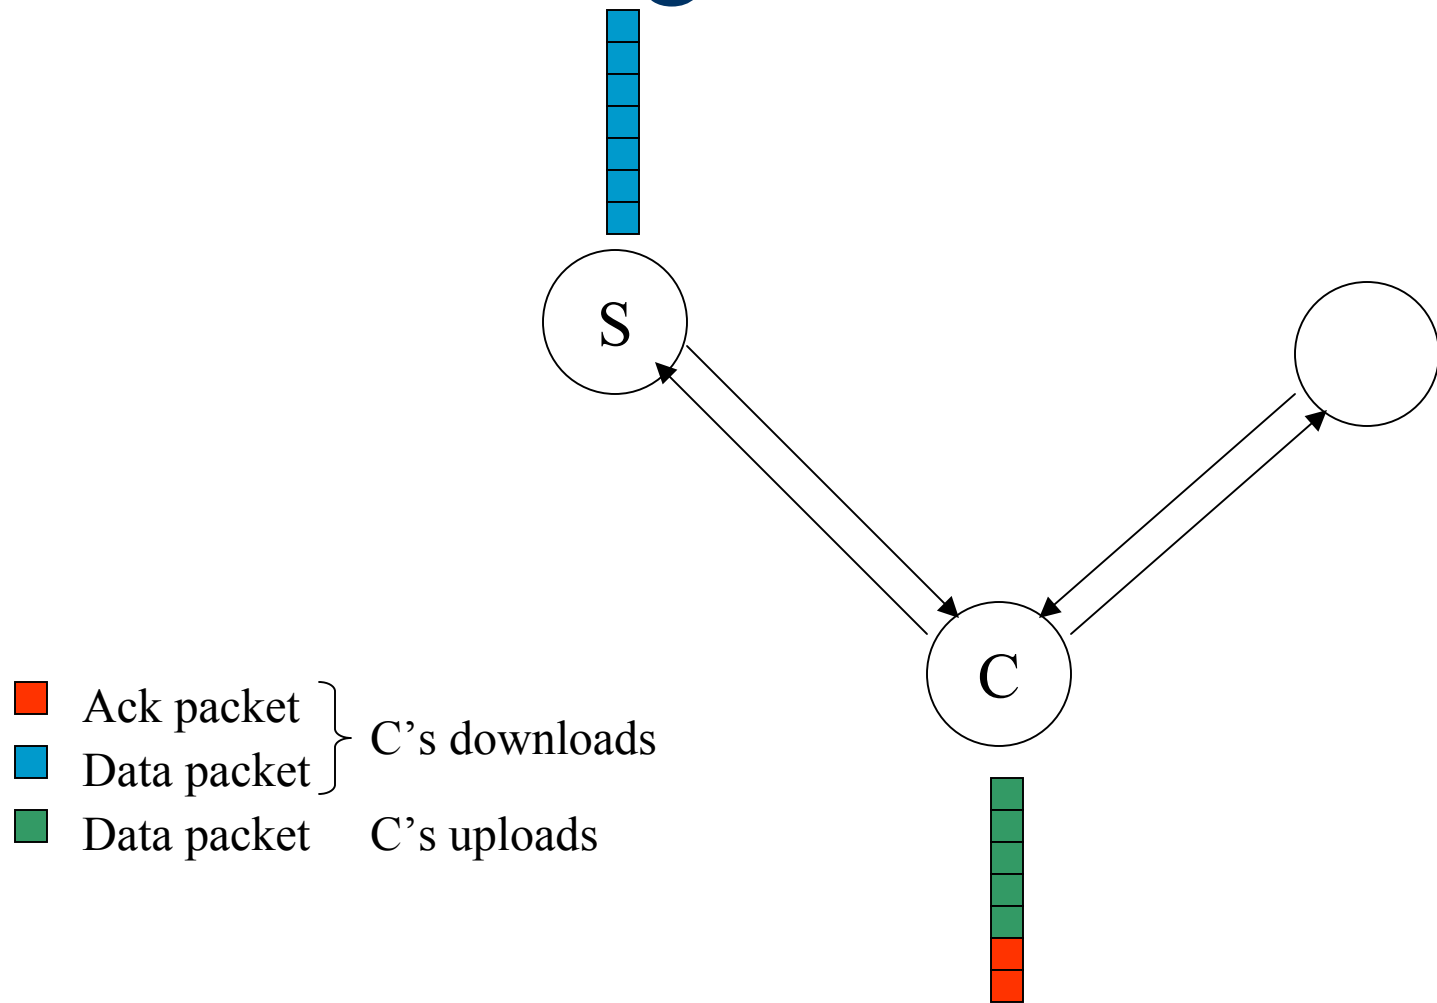 S
C
Ack packet
C’s downloads
Data packet
Data packet C’s uploads